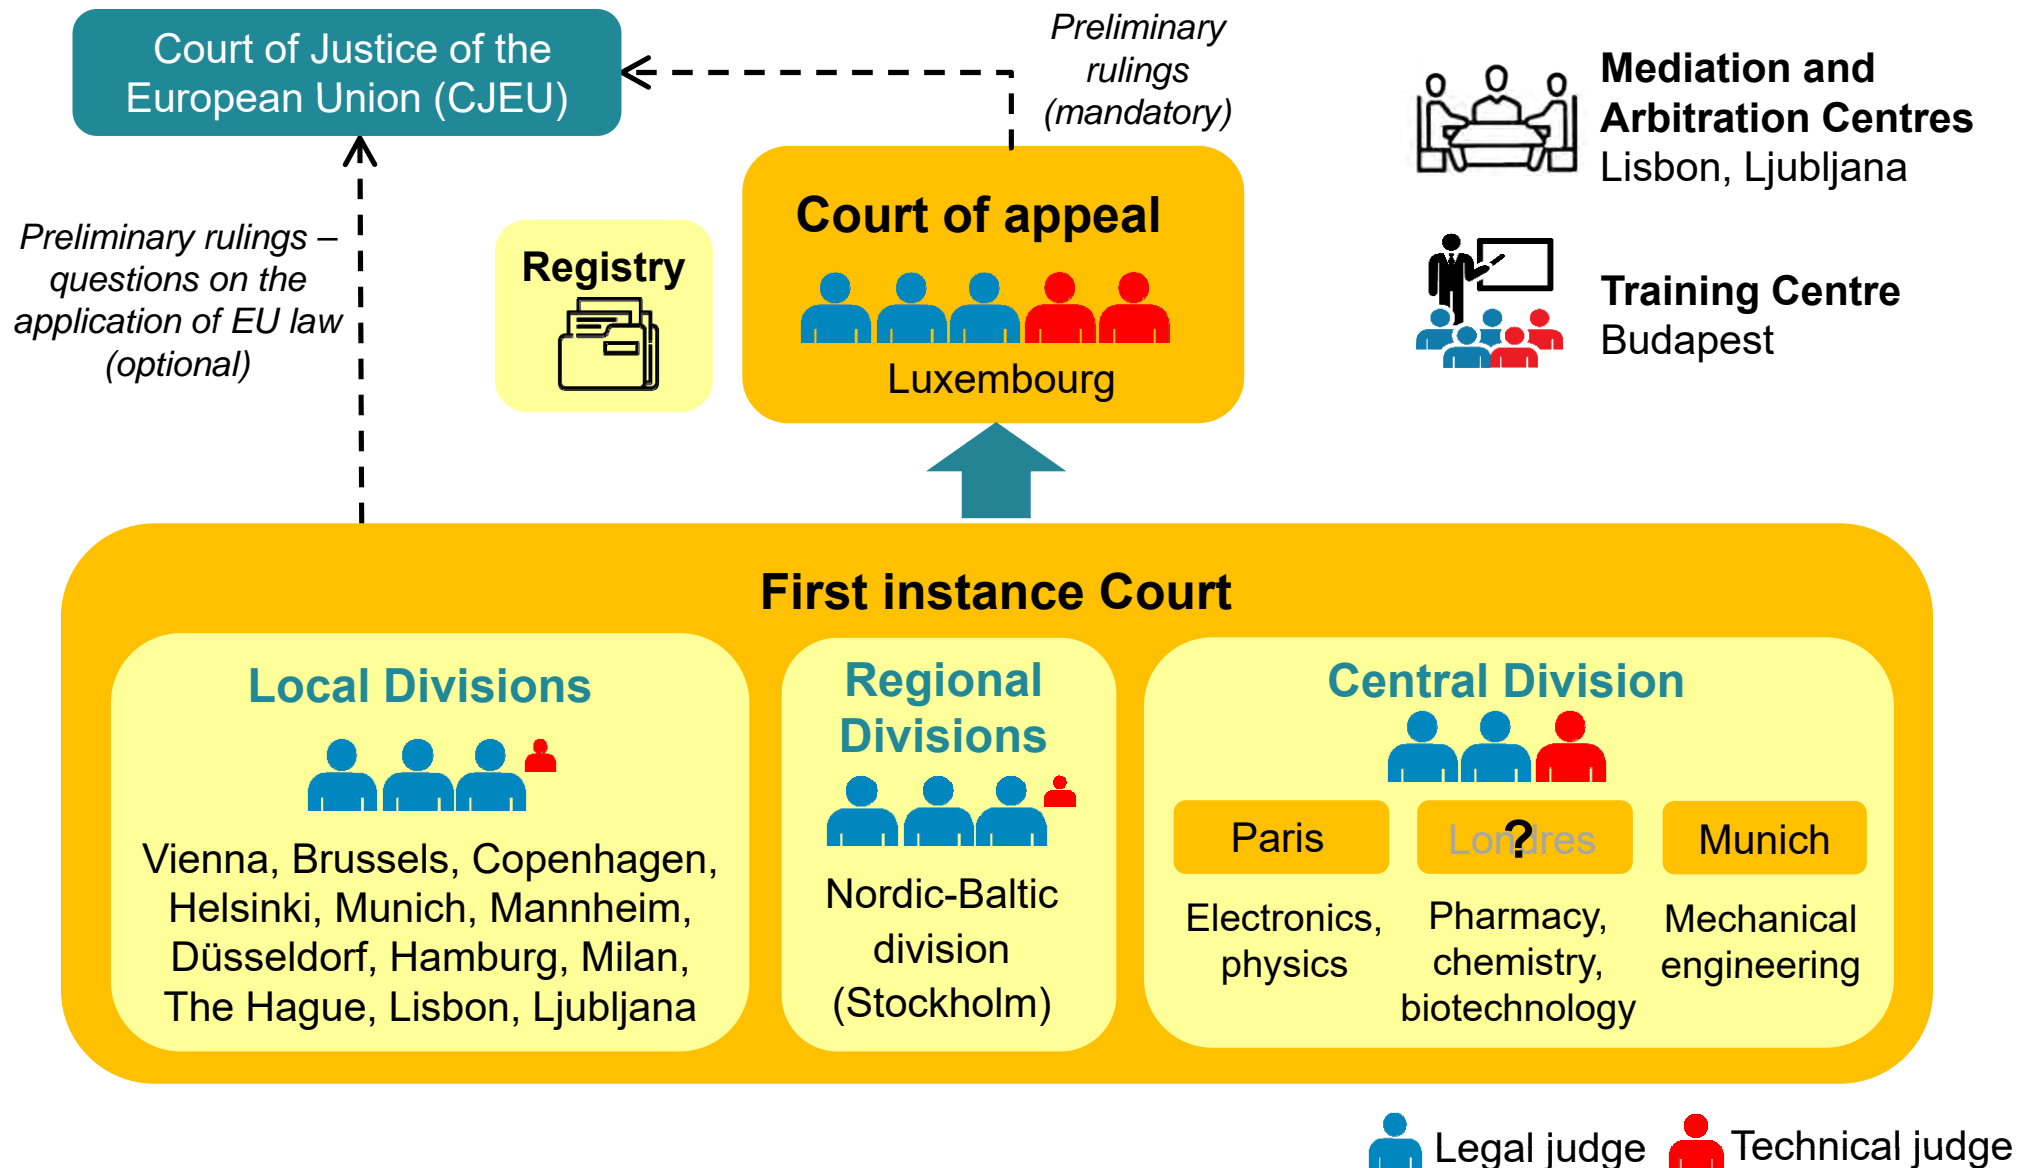 Court of Justice of the
European Union (CJEU)
Preliminary
rulings
(mandatory)
Mediation and
Arbitration Centres
Lisbon, Ljubljana
Preliminary rulings –
questions on the
application of EU law
(optional)
Registry
Court of appeal
Luxembourg
Training Centre
Budapest
First instance Court
Local Divisions
Vienna, Brussels, Copenhagen,
Helsinki, Munich, Mannheim,
Düsseldorf, Hamburg, Milan,
The Hague, Lisbon, Ljubljana
Regional
Divisions
Nordic-Baltic
division
(Stockholm)
Central Division
Paris
Electronics,
physics
Londres
?
Pharmacy,
chemistry,
biotechnology
Munich
Mechanical
engineering
Legal judge
Technical judge